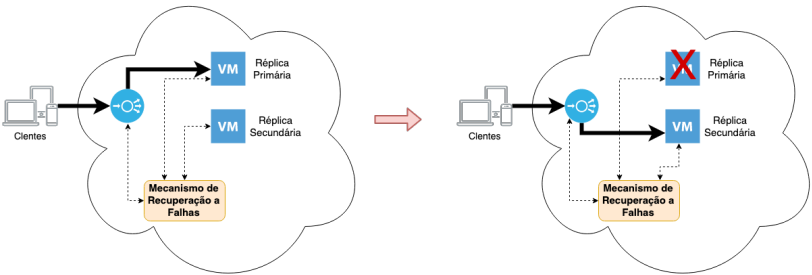 VM
Réplica
Primária
VM
Réplica
Secundária
Clentes
Mecanismo de
Recuperação a
Falhas
VM
Réplica
Primária
VM
Réplica
Secundária
Clentes
Mecanismo de
Recuperação a
Falhas